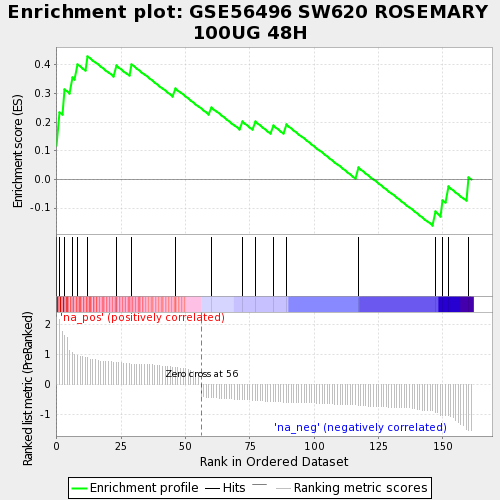 Enrichment plot: GSE56496 SW620 ROSEMARY
100UG 48H
Enrichment score (ES)
0.4
0.3
0.2
0.1
0.0
-0.1
'na_pos' (positively correlated)
Ranked list metric (PreRanked)
2
1
0
-1
Zero cross at 56
'na_neg' (negatively correlated)
0 25 50 75 100 125 150
Rank in Ordered Dataset
Enrichment profile Hits Ranking metric scores